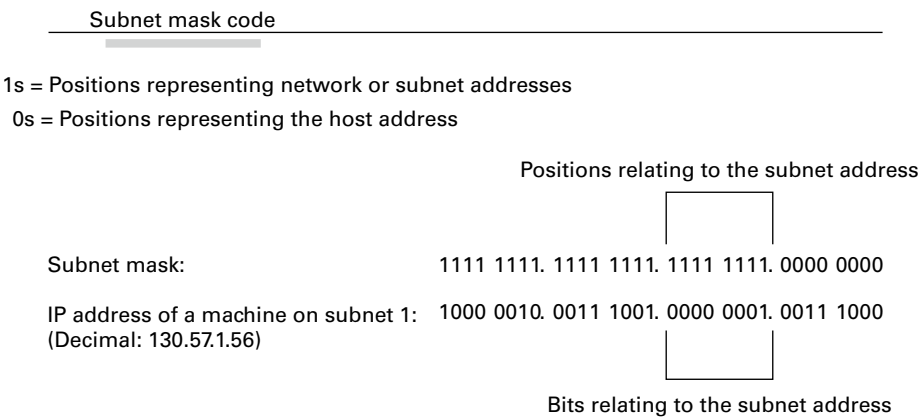 Subnet mask code
1s = Positions representing network or subnet addresses
0s = Positions representing the host address
Positions relating to the subnet address
Subnet mask: 1111 1111. 1111 1111. 1111 1111. 0000 0000
IP address of a machine on subnet 1: 1000 0010. 0011 1001. 0000 0001. 0011 1000
(Decimal: 130.57.1.56)
Bits relating to the subnet address